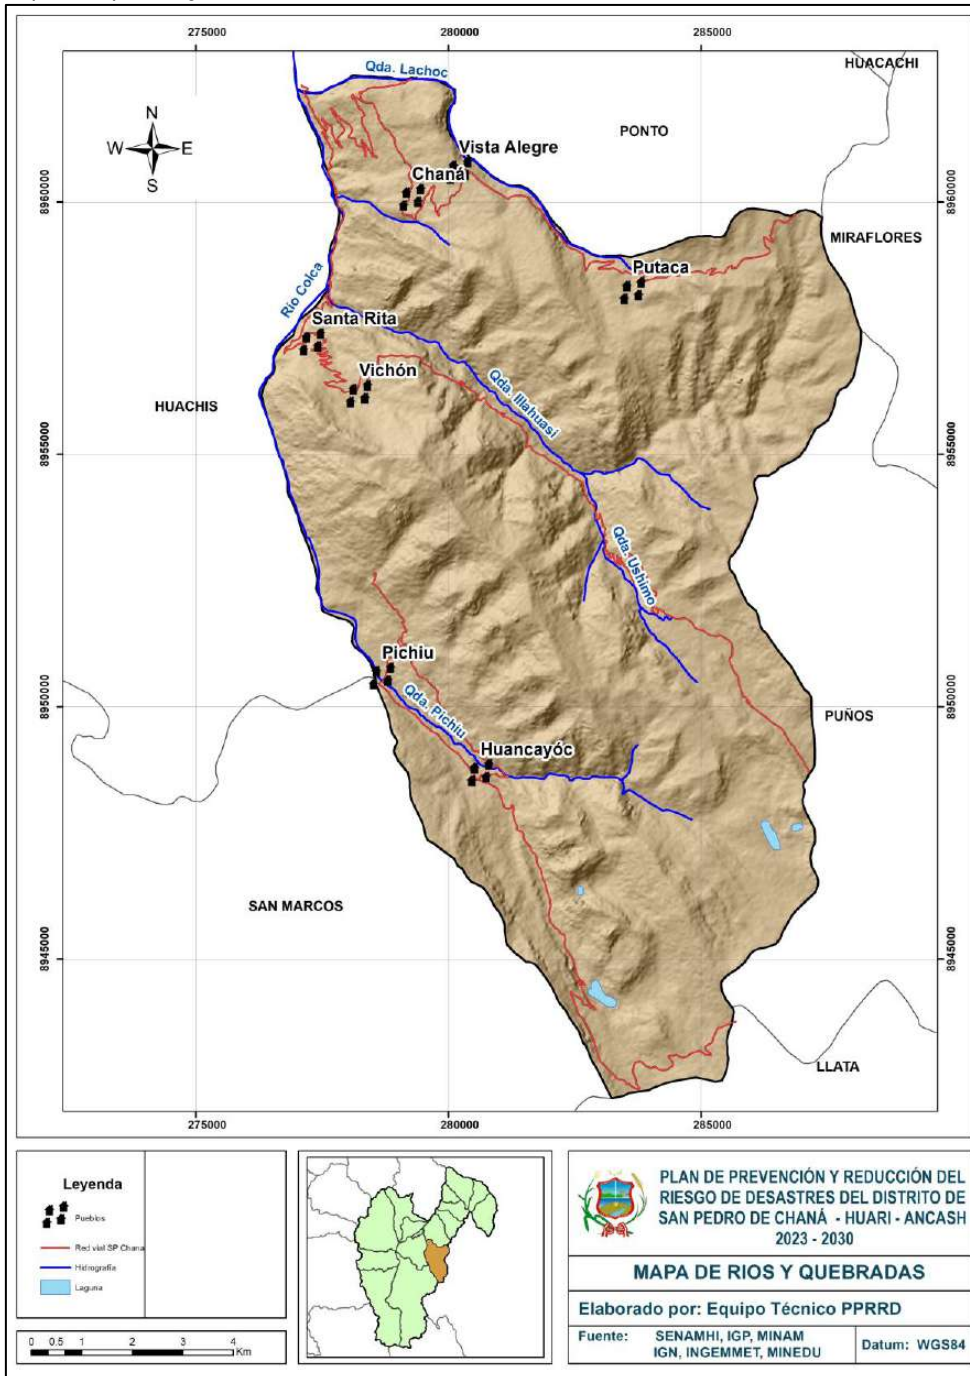 275000
280000
285000
Qda. Lachoc
HUACACHI
PONTO
N
W
E
S
Vista Alegre
Chaná
8960000
8960000
MIRAFLORES
Putaca
Rio Colca
Santa Rita
Vichón
Qda. Illahuasi
HUACHIS
8955000
8955000
Qda. Ushimo
Pichiu
Qda. Pichiu
8950000
8950000
PUÑOS
Huancayóc
SAN MARCOS
8945000
8945000
LLATA
275000
280000
285000
Leyenda
Pueblos
Red vial SP Chana
Hidrografía
Laguna
0 0.5 1 2 3 4
Km
PLAN DE PREVENCIÓN Y REDUCCIÓN DEL
RIESGO DE DESASTRES DEL DISTRITO DE
SAN PEDRO DE CHANÁ - HUARI - ANCASH
2023 - 2030
MAPA DE RIOS Y QUEBRADAS
Elaborado por: Equipo Técnico PPRRD
Fuente: SENAMHI, IGP, MINAM
IGN, INGEMMET, MINEDU
Datum: WGS84